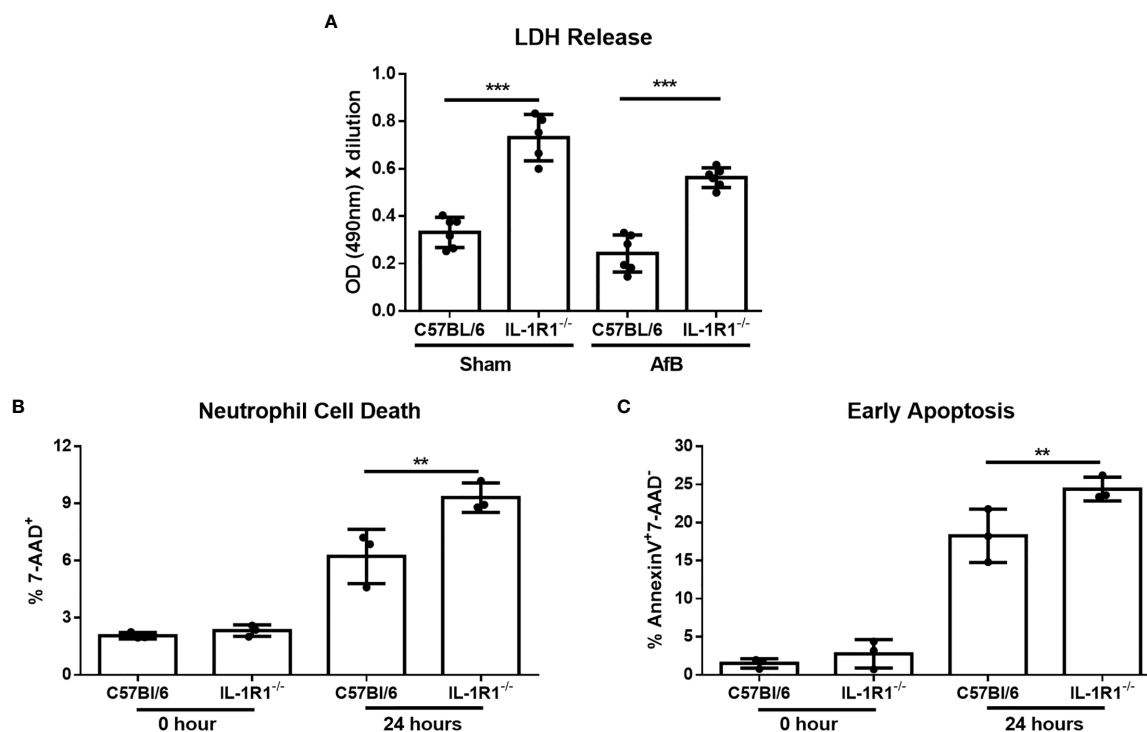 A
LDH Release
OD (490nm) X dilution
1.0
0.8
0.6
0.4
0.2
0.0
***
***
C57BL/6 IL-1R1-/- C57BL/6 IL-1R1-/-
Sham AfB
B
Neutrophil Cell Death
% 7-AAD+
12
9
6
3
0
**
C57Bl/6 IL-1R1-/- C57Bl/6 IL-1R1-/-
0 hour 24 hours
C
Early Apoptosis
% AnnexinV+7-AAD-
30
25
20
15
10
5
0
**
C57Bl/6 IL-1R1-/- C57Bl/6 IL-1R1-/-
0 hour 24 hours